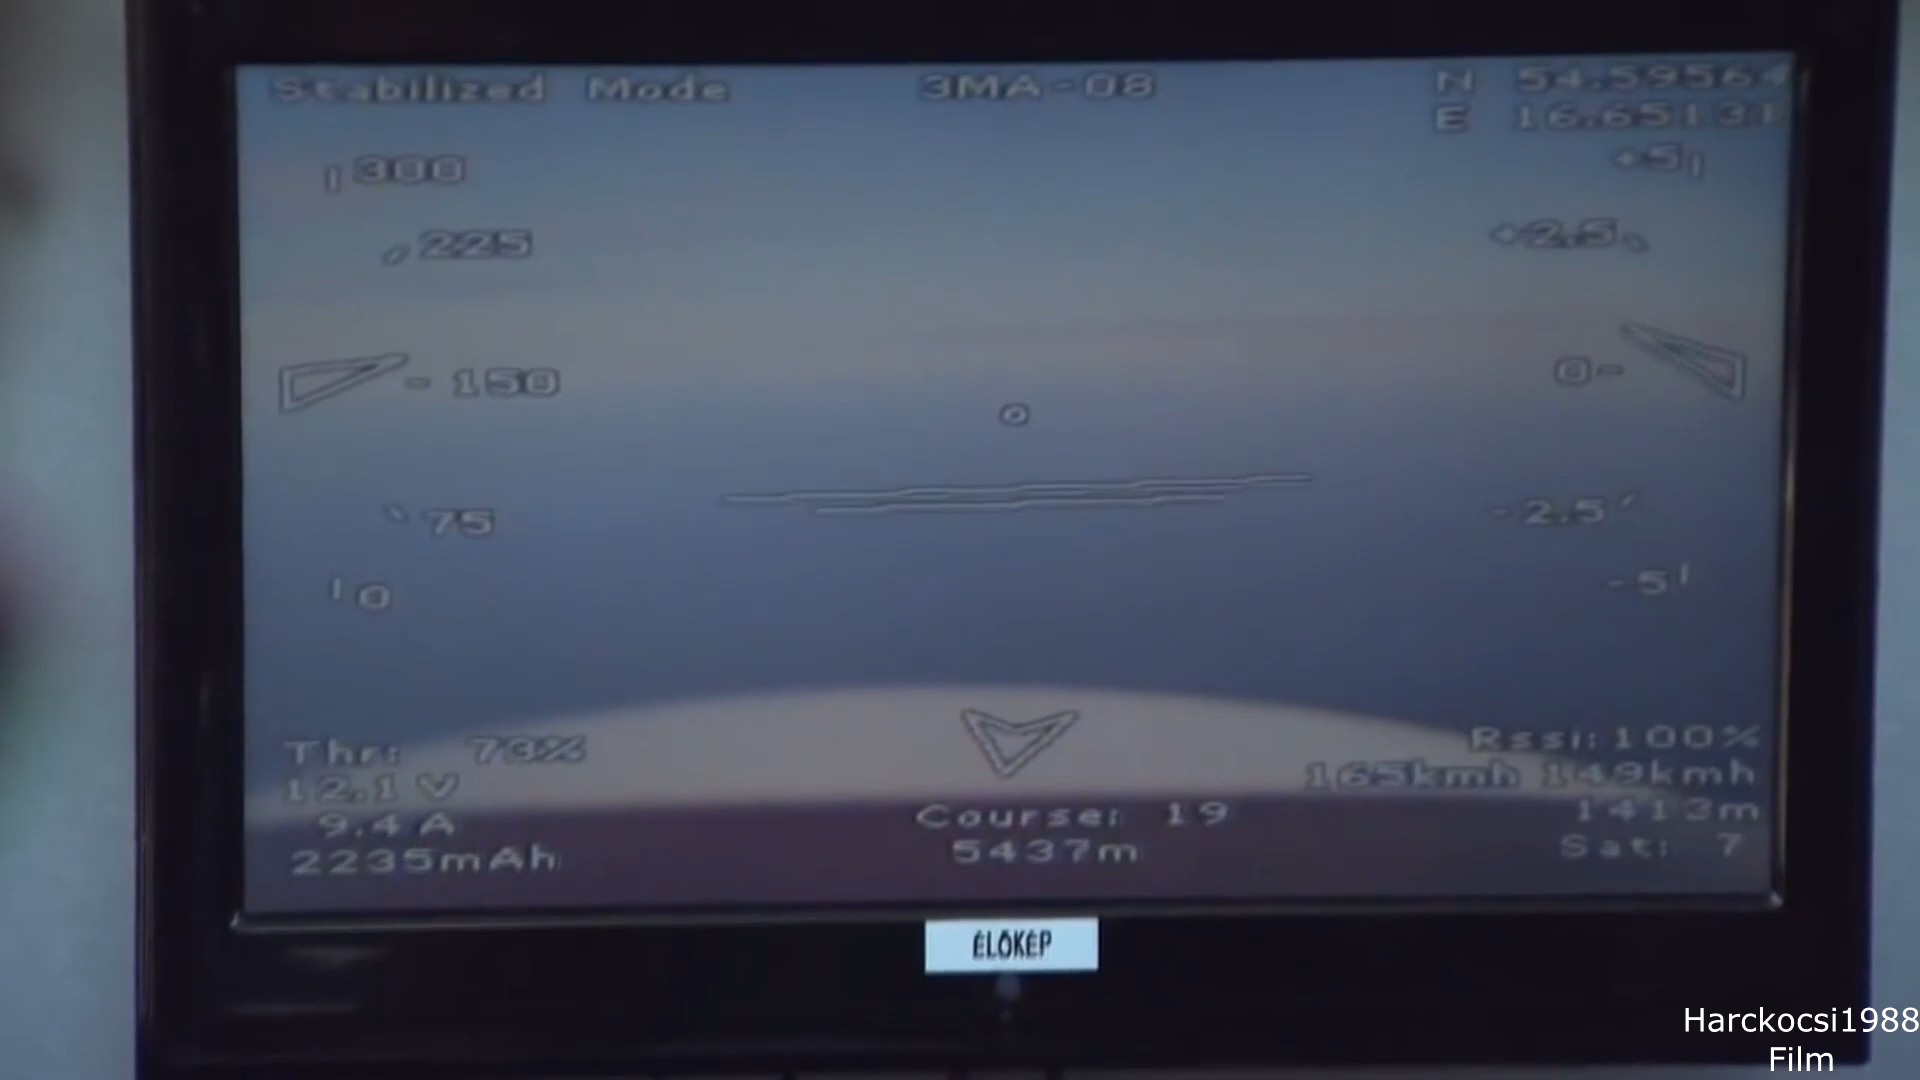 Stabilized Mode 3MA-08 N 54.59564
E 16.65131
300 +5
225 +2.5
- 150 0-
75 -2.5
0 -5
Thr: 73% Rssi:100%
12.1 V 165kmh 149kmh
9.4 A Course: 19 1413m
2235mAh 5437m Sat: 7
ÉLŐKÉP
Harckocsi1988
Film